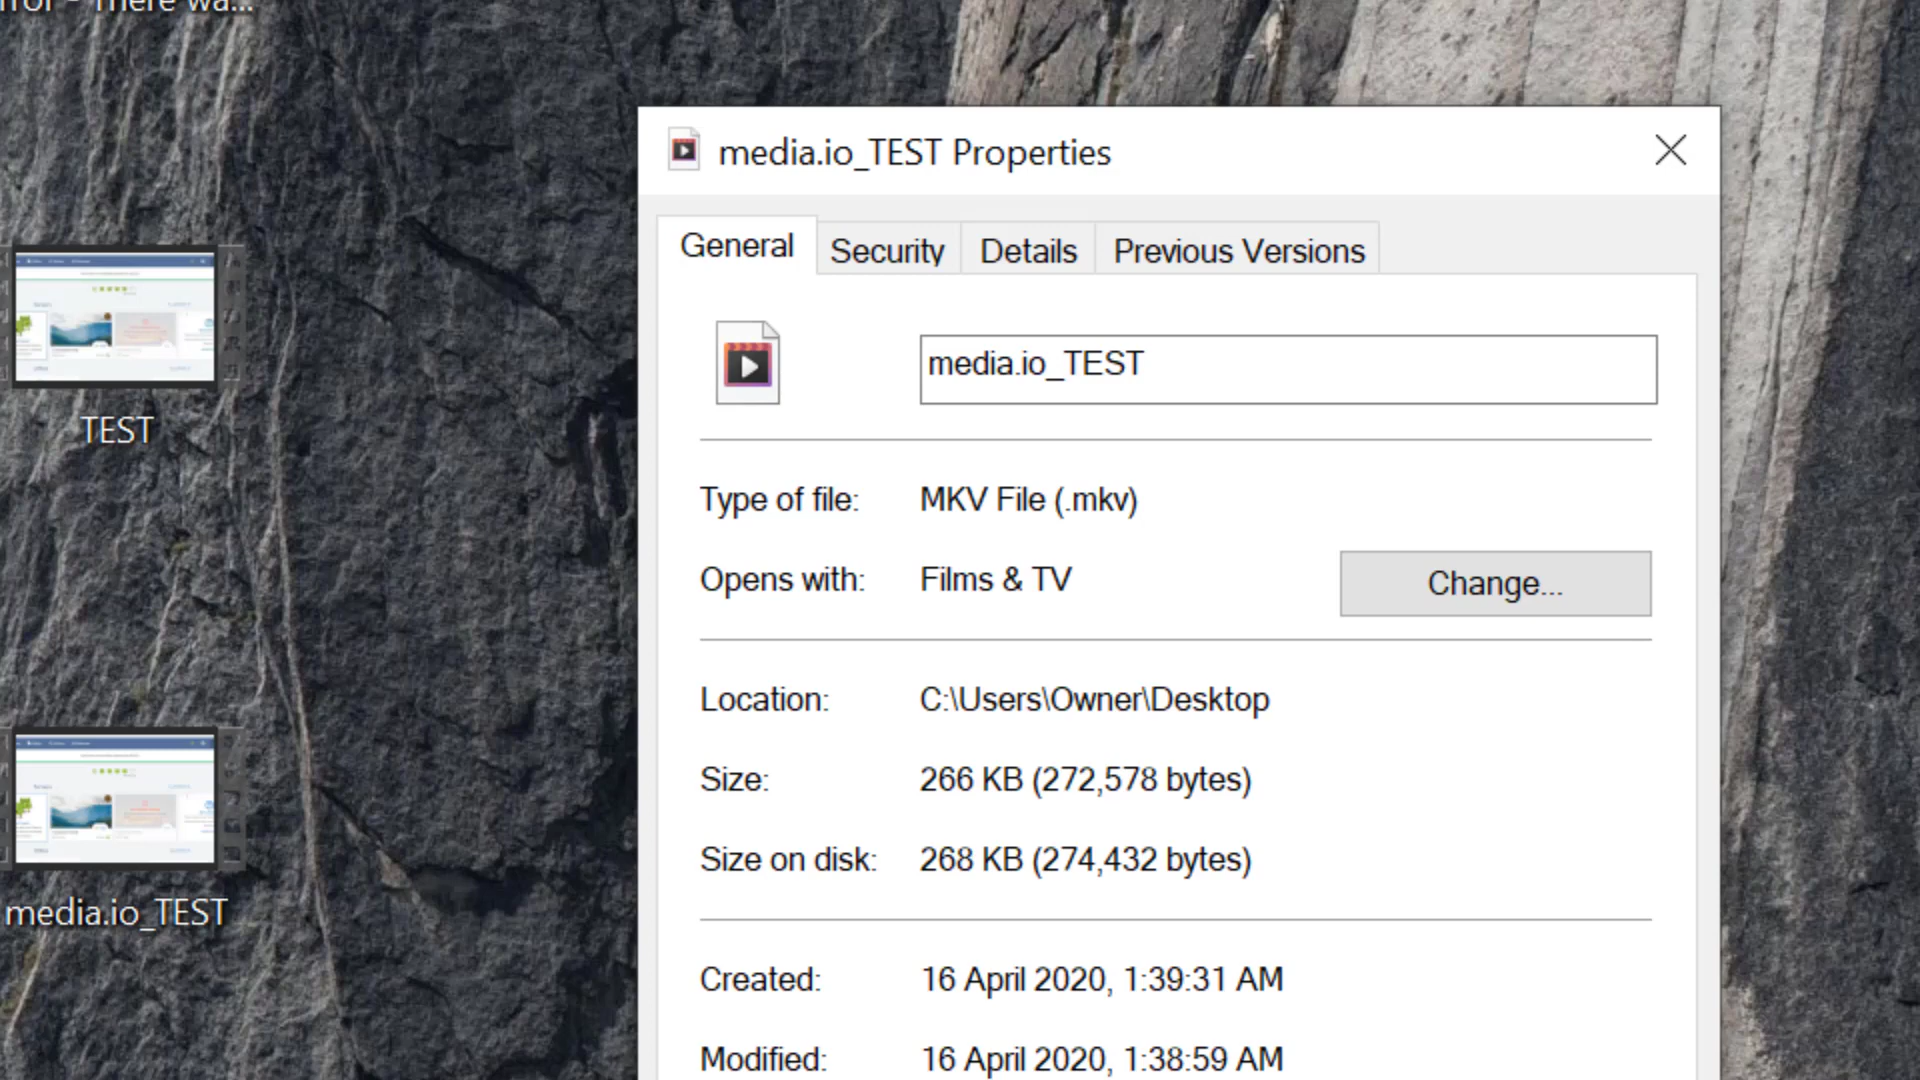 There wa...
media.io_TEST Properties
General
Security
Details
Previous Versions
TEST
media.io_TEST
media.io_TEST
Type of file: MKV File (.mkv)
Opens with: Films & TV
Change...
Location: C:\Users\Owner\Desktop
Size: 266 KB (272,578 bytes)
Size on disk: 268 KB (274,432 bytes)
Created: 16 April 2020, 1:39:31 AM
Modified: 16 April 2020, 1:38:59 AM